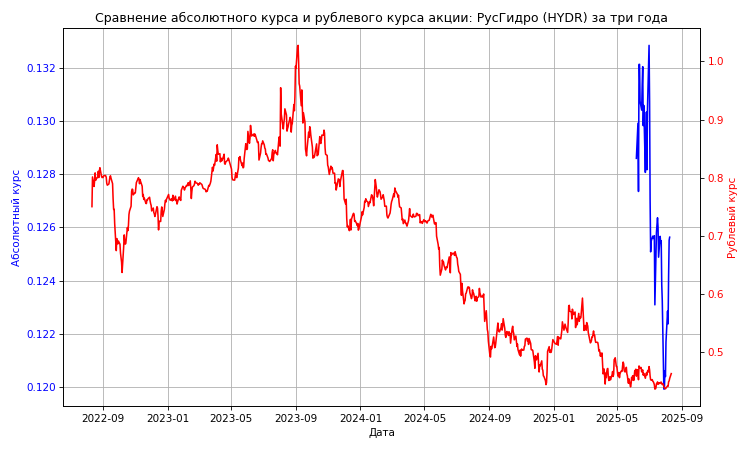 Сравнение абсолютного курса и рублевого курса акции: РусГидро (HYDR) за три года
0.132
0.130
0.128
0.126
0.124
0.122
0.120
Абсолютный курс
1.0
0.9
0.8
0.7
0.6
0.5
Рублевый курс
2022-09 2023-01 2023-05 2023-09 2024-01 2024-05 2024-09 2025-01 2025-05 2025-09
Дата